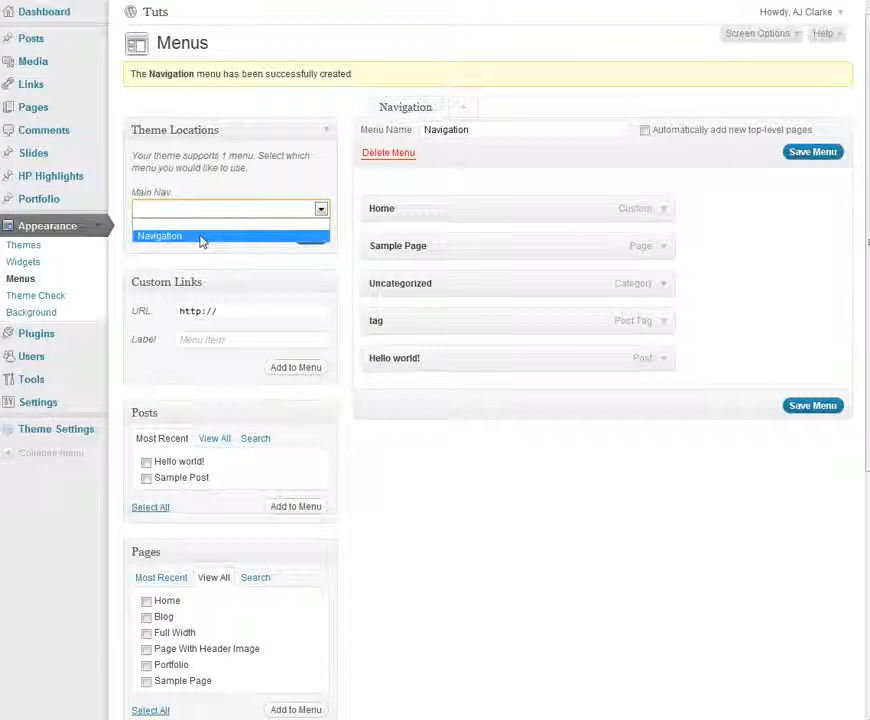 Dashboard
Posts
Media
Links
Pages
Comments
Slides
HP Highlights
Portfolio
Appearance
Themes
Widgets
Menus
Theme Check
Background
Plugins
Users
Tools
Settings
Theme Settings
Collapse menu
Tuts
Howdy, AJ Clarke
Menus
Screen Options
Help
The Navigation menu has been successfully created
Theme Locations
Your theme supports 1 menu. Select which
menu you would like to use.
Main Nav
Navigation
Custom Links
URL http://
Label Menu Item
Add to Menu
Posts
Most Recent View All Search
Hello world!
Sample Post
Select All Add to Menu
Pages
Most Recent View All Search
Home
Blog
Full Width
Page With Header Image
Portfolio
Sample Page
Select All Add to Menu
Navigation +
Menu Name Navigation Automatically add new top-level pages
Delete Menu Save Menu
Home Custom
Sample Page Page
Uncategorized Category
tag Post Tag
Hello world! Post
Save Menu